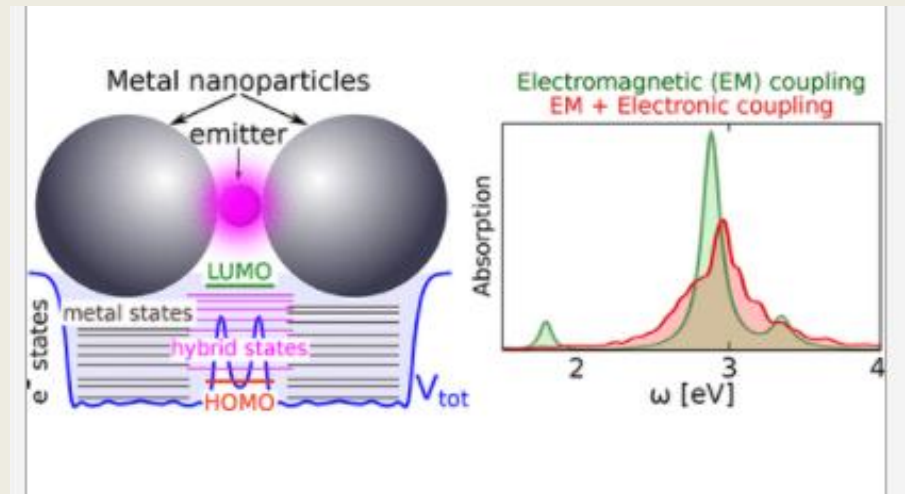 Metal nanoparticles
emitter
LUMO
metal states
hybrid states
HOMO
e⁻ states
V tot
Electromagnetic (EM) coupling
EM + Electronic coupling
Absorption
2 3 4
ω [eV]